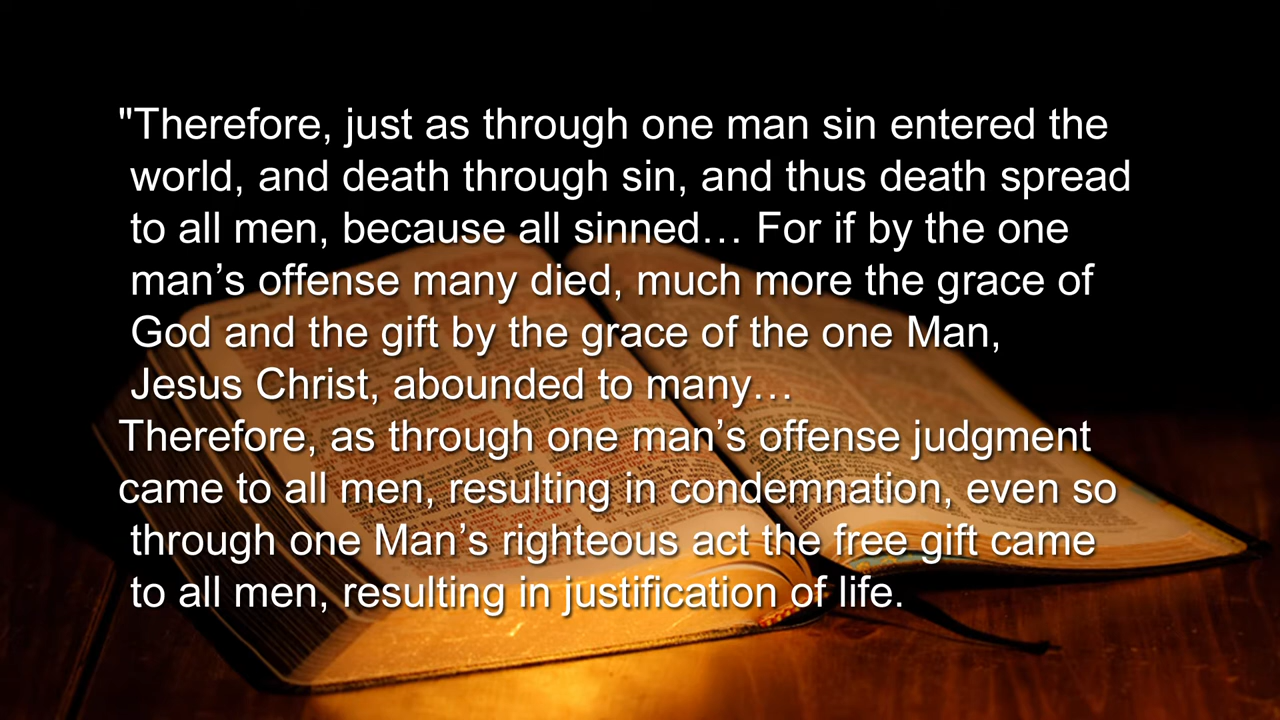 "Therefore, just as through one man sin entered the
world, and death through sin, and thus death spread
to all men, because all sinned… For if by the one
man’s offense many died, much more the grace of
God and the gift by the grace of the one Man,
Jesus Christ, abounded to many…
Therefore, as through one man’s offense judgment
came to all men, resulting in condemnation, even so
through one Man’s righteous act the free gift came
to all men, resulting in justification of life.